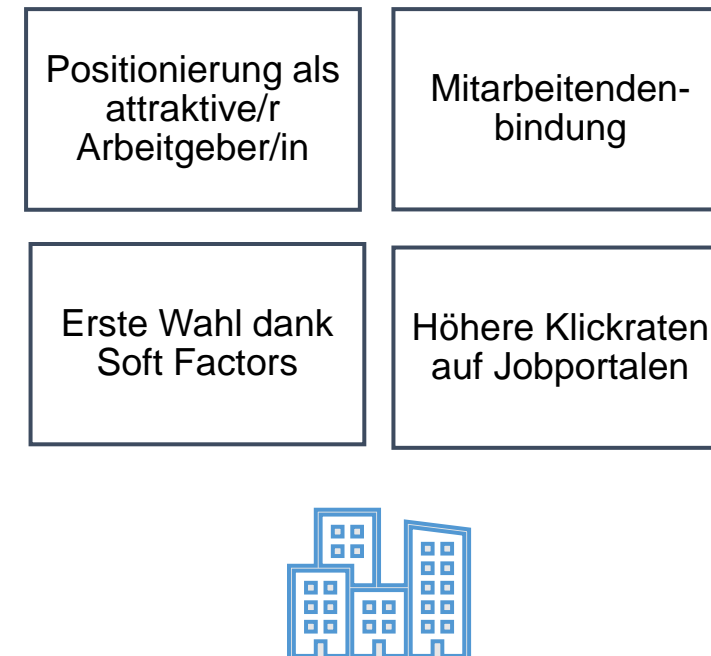 Positionierung als
attraktive/r
Arbeitgeber/in
Mitarbeitenden-
bindung
Erste Wahl dank
Soft Factors
Höhere Klickraten
auf Jobportalen